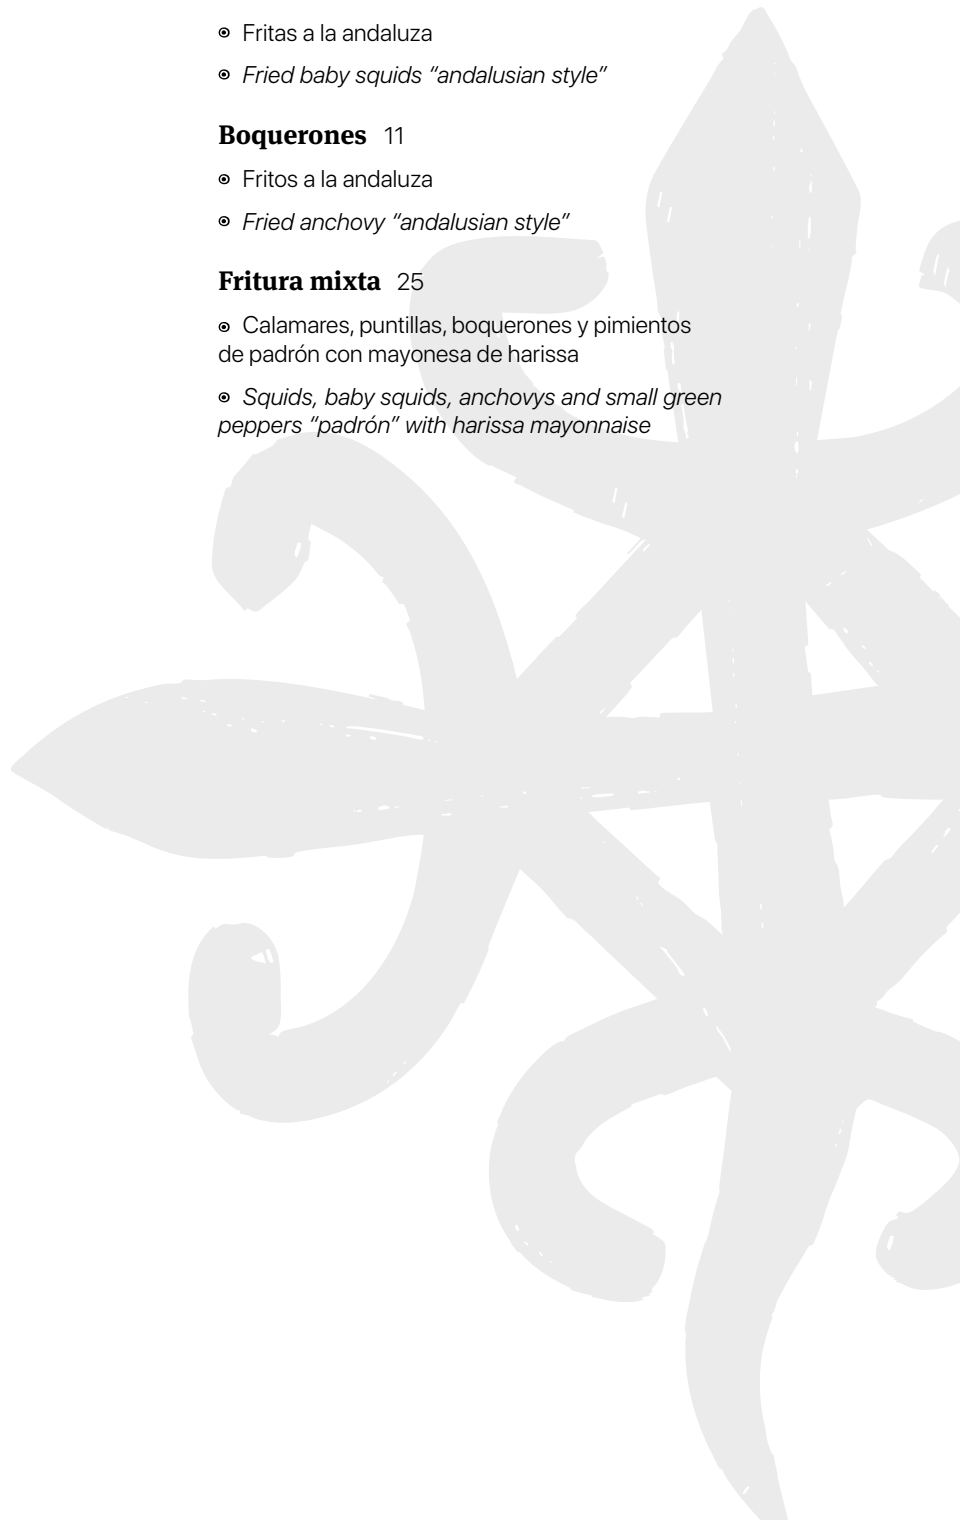 Fritas a la andaluza
Fried baby squids “andalusian style”
Boquerones 11
Fritos a la andaluza
Fried anchovy “andalusian style”
Fritura mixta 25
Calamares, puntillas, boquerones y pimientos
de padrón con mayonesa de harissa
Squids, baby squids, anchovys and small green
peppers “padrón” with harissa mayonnaise